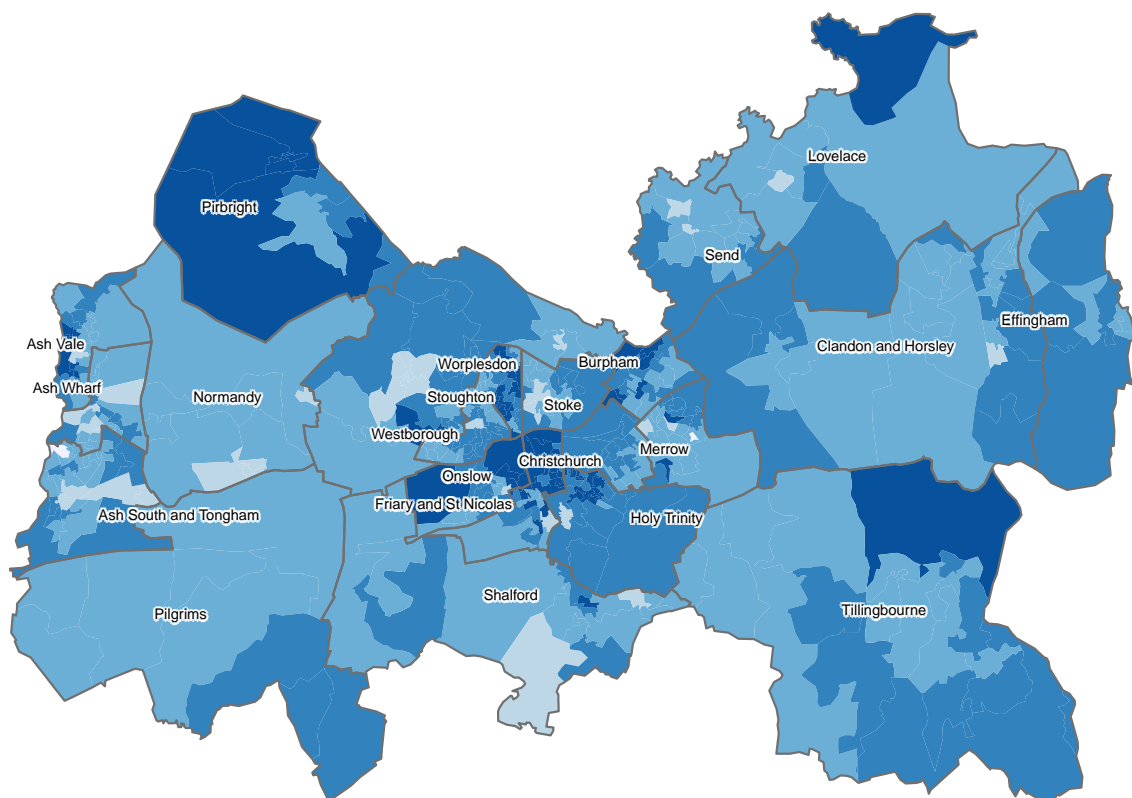 Lovelace
Pirbright
Send
Effingham
Ash Vale
Clandon and Horsley
Burpham
Worplesdon
Ash Wharf
Normandy
Stoughton
Stoke
Westborough
Merrow
Christchurch
Onslow
Friary and St Nicolas
Ash South and Tongham
Holy Trinity
Shalford
Pilgrims
Tillingbourne